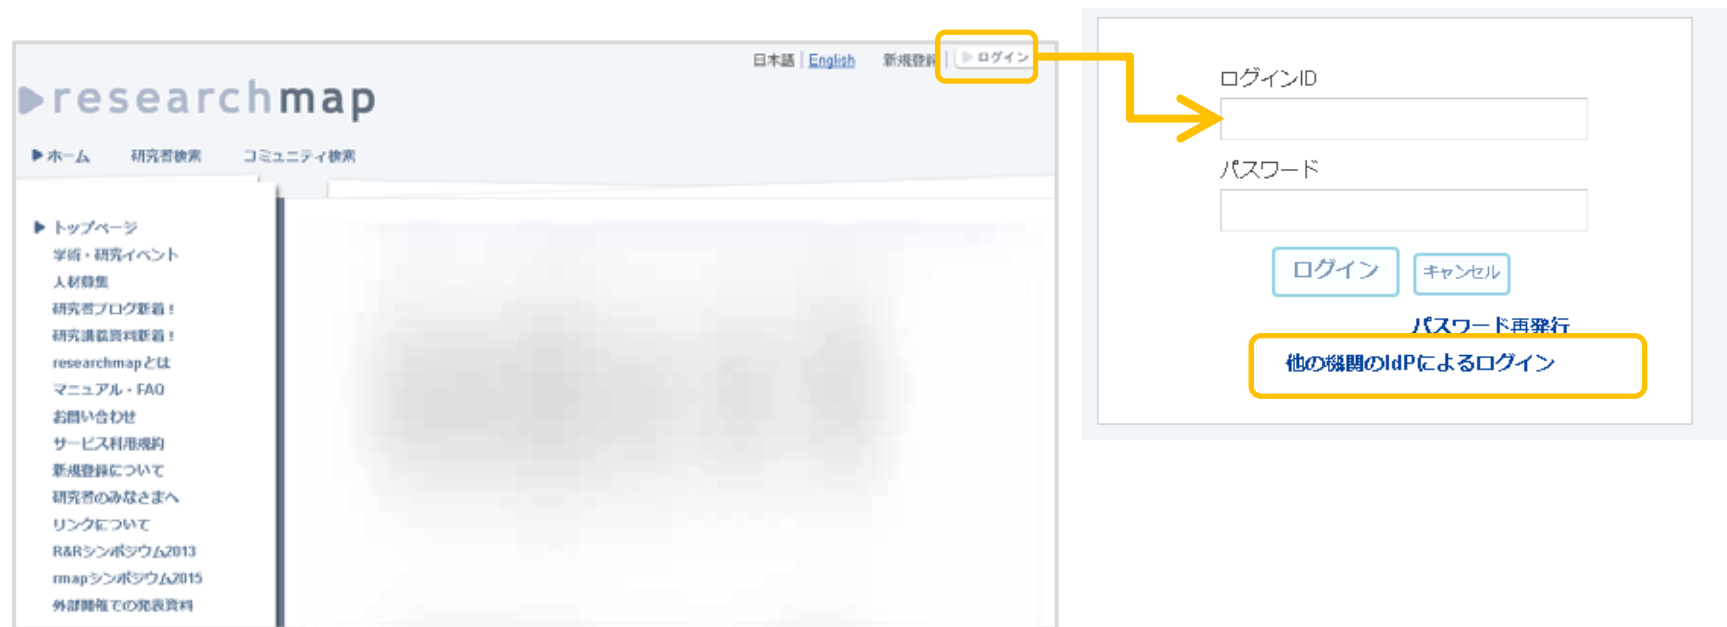 日本語 | English 新規登録 | ログイン
researchmap
ホーム 研究者検索 コミュニティ検索
トップページ
学術・研究イベント
人材募集
研究者ブログ新着！
研究講義資料新着！
researchmapとは
マニュアル・FAQ
お問い合わせ
サービス利用規約
新規登録について
研究者のみなさまへ
リンクについて
R&Rシンポジウム2013
rmapシンポジウム2015
外部開催での発表資料
ログインID
パスワード
ログイン キャンセル
パスワード再発行
他の機関のIdPによるログイン